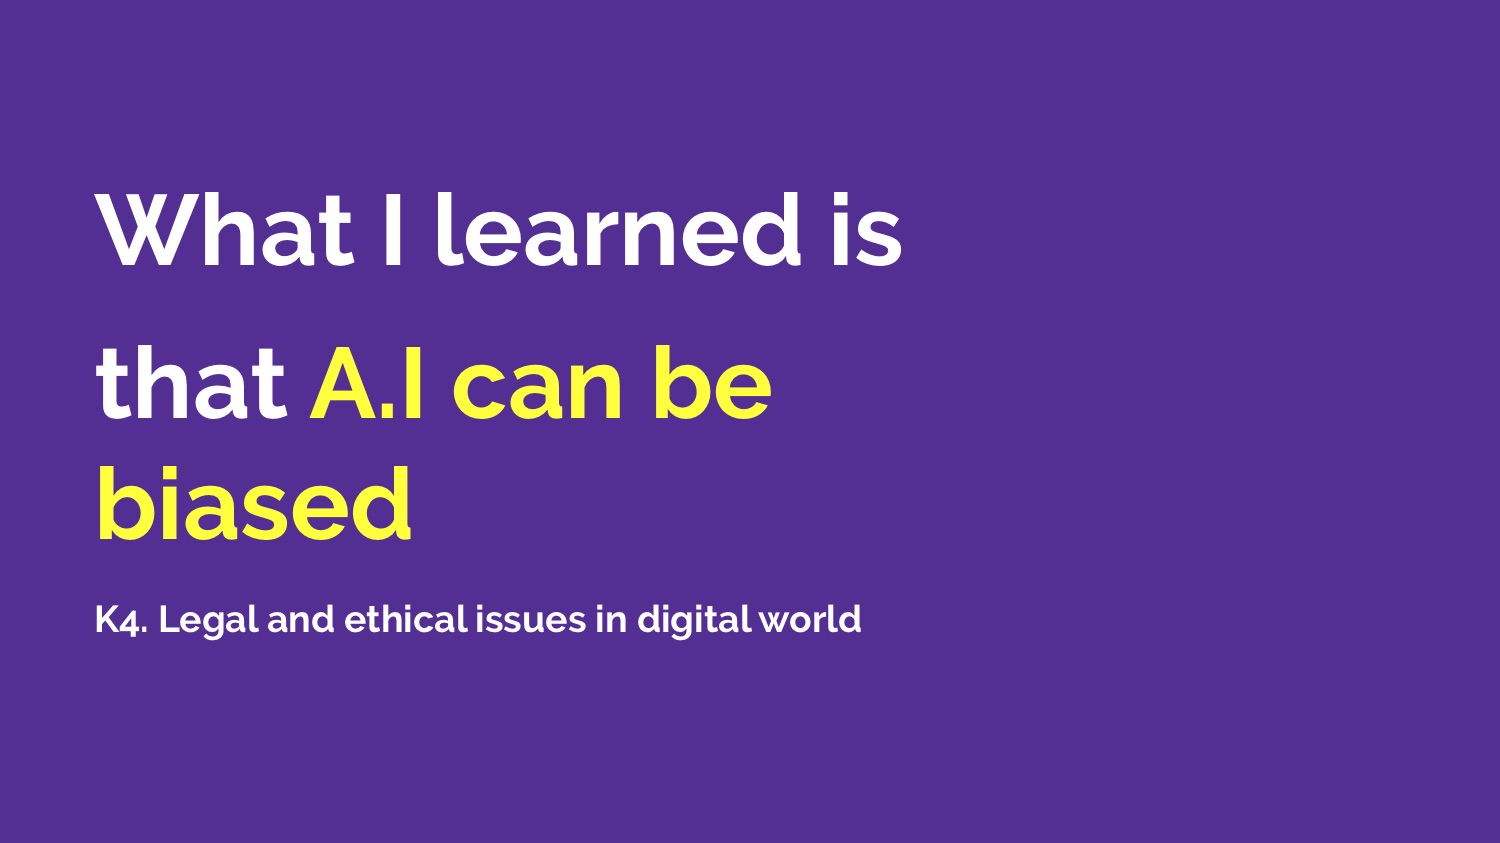 What I learned is
that A.I can be
biased
K4. Legal and ethical issues in digital world